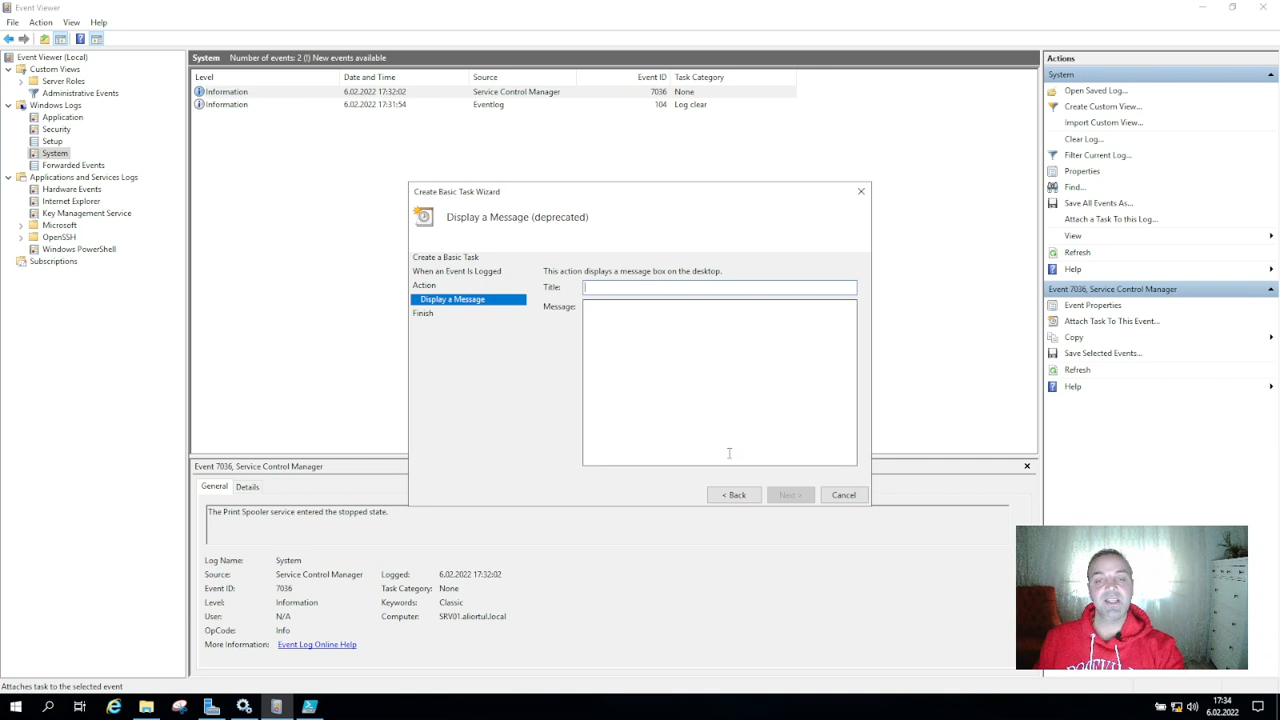 Event Viewer
File Action View Help
Event Viewer (Local)
Custom Views
Server Roles
Administrative Events
Windows Logs
Application
Security
Setup
System
Forwarded Events
Applications and Services Logs
Hardware Events
Internet Explorer
Key Management Service
Microsoft
OpenSSH
Windows PowerShell
Subscriptions
System Number of events: 2 (!) New events available
Level Date and Time Source Event ID Task Category
Information 6.02.2022 17:32:02 Service Control Manager 7036 None
Information 6.02.2022 17:31:54 Eventlog 104 Log clear
Create Basic Task Wizard
Display a Message (deprecated)
Create a Basic Task
When an Event Is Logged
Action
Display a Message
Finish
This action displays a message box on the desktop.
Title:
Message:
< Back Next > Cancel
Event 7036, Service Control Manager
General Details
The Print Spooler service entered the stopped state.
Log Name: System
Source: Service Control Manager Logged: 6.02.2022 17:32:02
Event ID: 7036 Task Category: None
Level: Information Keywords: Classic
User: N/A Computer: SRV01.aliortul.local
OpCode: Info
More Information: Event Log Online Help
Actions
System
Open Saved Log...
Create Custom View...
Import Custom View...
Clear Log...
Filter Current Log...
Properties
Find...
Save All Events As...
Attach a Task To this Log...
View
Refresh
Help
Event 7036, Service Control Manager
Event Properties
Attach Task To This Event...
Copy
Save Selected Events...
Refresh
Help
Attaches task to the selected event
17:34
6.02.2022